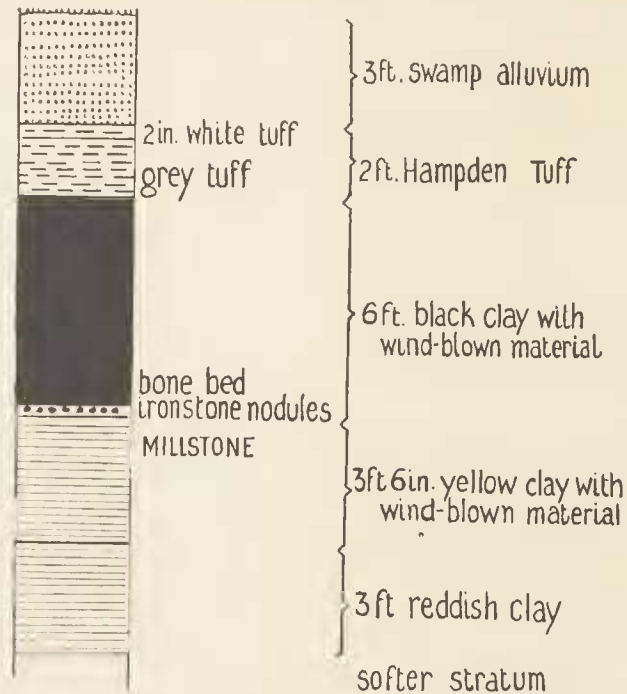 3ft. swamp alluvium
2in. white tuff
grey tuff
2ft. Hampden Tuff
6ft. black clay with
wind-blown material
bone bed
ironstone nodules
MILLSTONE
3ft 6in. yellow clay with
wind-blown material
3ft reddish clay
softer stratum